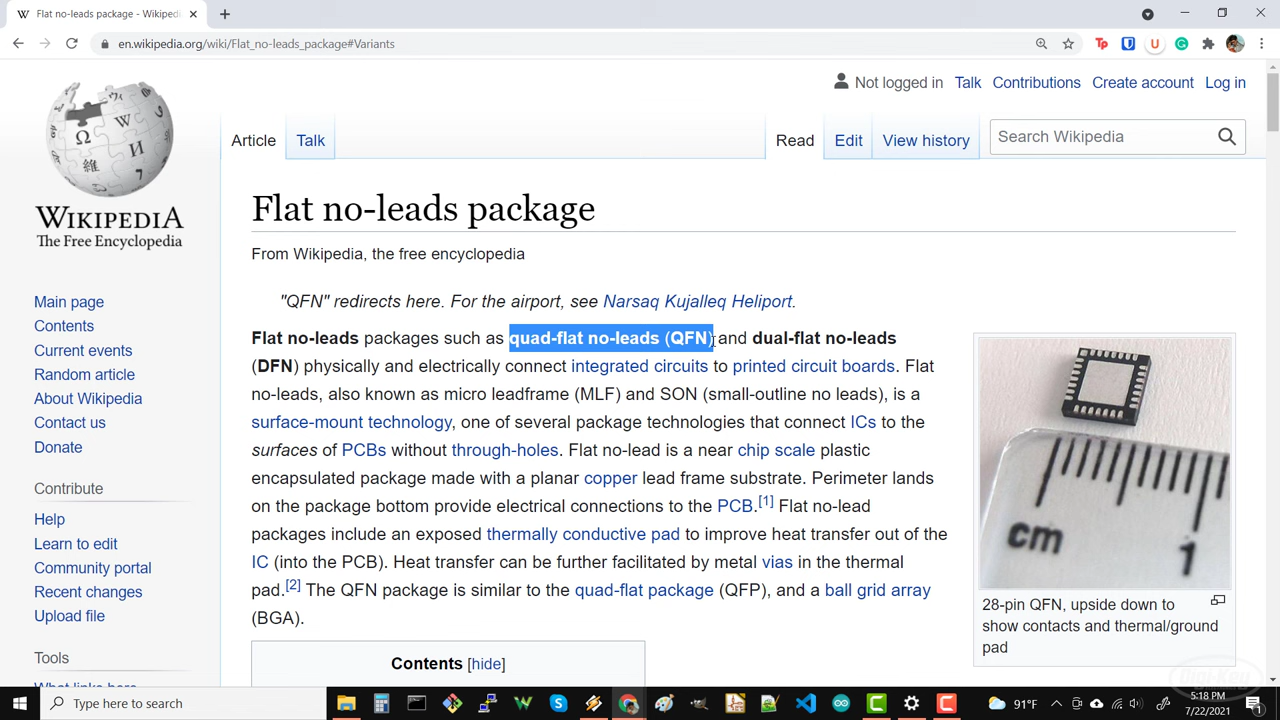 Flat no-leads package - Wikiped
en.wikipedia.org/wiki/Flat_no-leads_package#Variants
Not logged in Talk Contributions Create account Log in
Article Talk Read Edit View history Search Wikipedia
WIKIPEDIA
The Free Encyclopedia
Main page
Contents
Current events
Random article
About Wikipedia
Contact us
Donate
Contribute
Help
Learn to edit
Community portal
Recent changes
Upload file
Tools
Flat no-leads package
From Wikipedia, the free encyclopedia
"QFN" redirects here. For the airport, see Narsaq Kujalleq Heliport.
Flat no-leads packages such as quad-flat no-leads (QFN) and dual-flat no-leads
(DFN) physically and electrically connect integrated circuits to printed circuit boards. Flat
no-leads, also known as micro leadframe (MLF) and SON (small-outline no leads), is a
surface-mount technology, one of several package technologies that connect ICs to the
surfaces of PCBs without through-holes. Flat no-lead is a near chip scale plastic
encapsulated package made with a planar copper lead frame substrate. Perimeter lands
on the package bottom provide electrical connections to the PCB.[1] Flat no-lead
packages include an exposed thermally conductive pad to improve heat transfer out of the
IC (into the PCB). Heat transfer can be further facilitated by metal vias in the thermal
pad.[2] The QFN package is similar to the quad-flat package (QFP), and a ball grid array
(BGA).
Contents [hide]
cm 1
28-pin QFN, upside down to
show contacts and thermal/ground
pad
Digi-Key
Type here to search
91°F
5:18 PM
7/22/2021